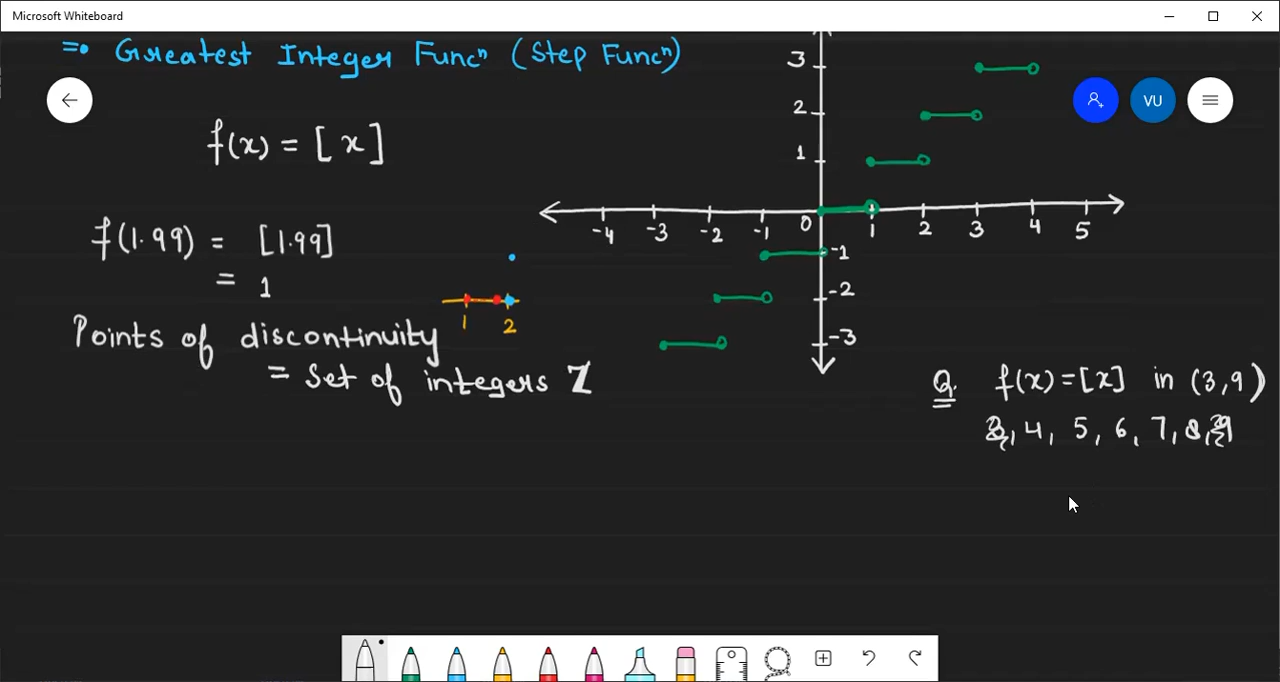 Microsoft Whiteboard
=• Greatest Integer Funcⁿ (Step Funcⁿ)
VU
f(x) = [x]
f(1.99) = [1.99]
= 1
Points of discontinuity
= Set of integers Z
1 2
3
2
1
-4 -3 -2 -1 0 1 2 3 4 5
-1
-2
-3
Q. f(x)=[x] in (3,9)
4, 5, 6, 7, 8,